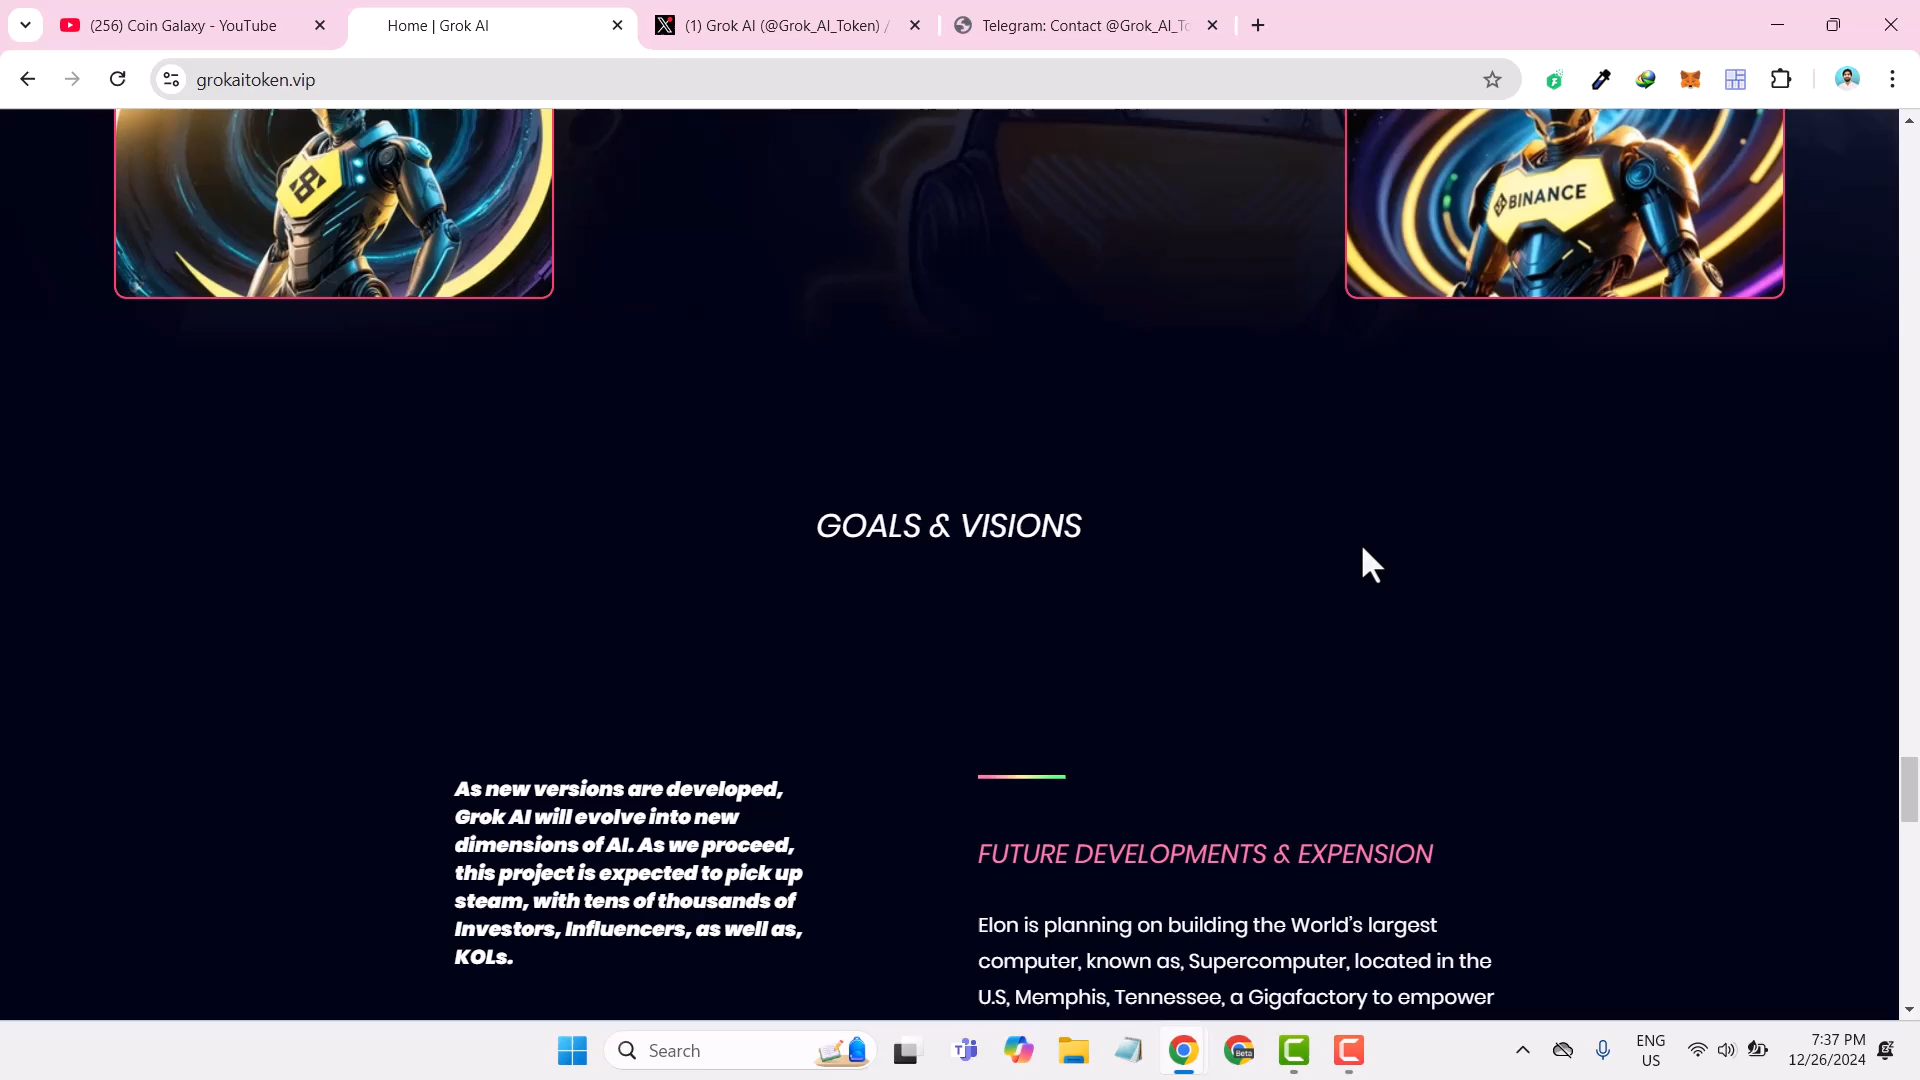 (256) Coin Galaxy - YouTube
Home | Grok AI
(1) Grok AI (@Grok_AI_Token) /
Telegram: Contact @Grok_AI_To
grokaitoken.vip
BINANCE
GOALS & VISIONS
As new versions are developed,
Grok AI will evolve into new
dimensions of AI. As we proceed,
this project is expected to pick up
steam, with tens of thousands of
Investors, Influencers, as well as,
KOLs.
FUTURE DEVELOPMENTS & EXPENSION
Elon is planning on building the World’s largest
computer, known as, Supercomputer, located in the
U.S, Memphis, Tennessee, a Gigafactory to empower
Search
Beta
ENG
US
7:37 PM
12/26/2024